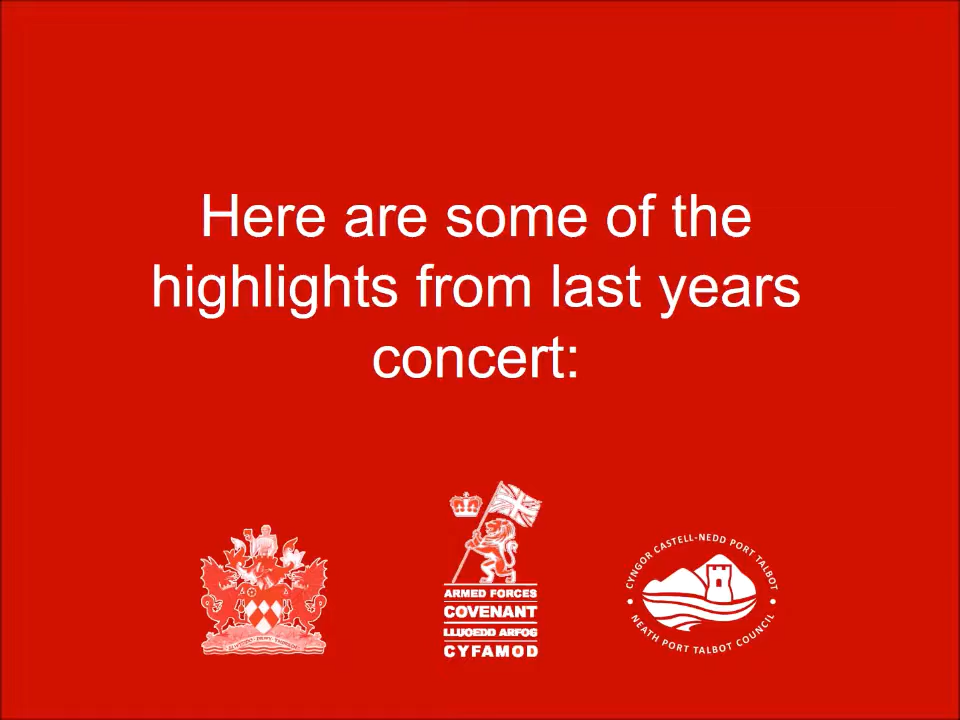 Here are some of the
highlights from last years
concert:
ARMED FORCES
COVENANT
LLUOEDD ARFOG
CYFAMOD
CYNGOR CASTELL-NEDD PORT TALBOT
NEATH PORT TALBOT COUNCIL